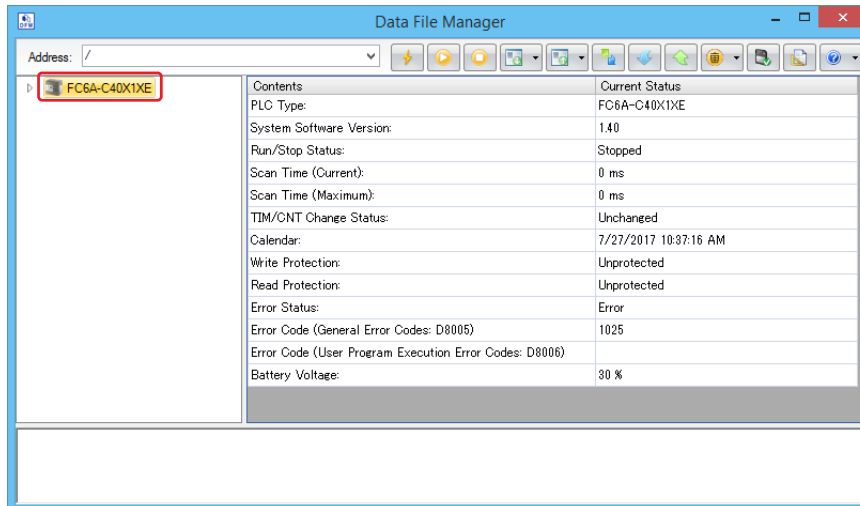 DFM
Data File Manager
Address: /
FC6A-C40X1XE
Contents Current Status
PLC Type: FC6A-C40X1XE
System Software Version: 1.40
Run/Stop Status: Stopped
Scan Time (Current): 0 ms
Scan Time (Maximum): 0 ms
TIM/CNT Change Status: Unchanged
Calendar: 7/27/2017 10:37:16 AM
Write Protection: Unprotected
Read Protection: Unprotected
Error Status: Error
Error Code (General Error Codes: D8005) 1025
Error Code (User Program Execution Error Codes: D8006)
Battery Voltage: 30 %